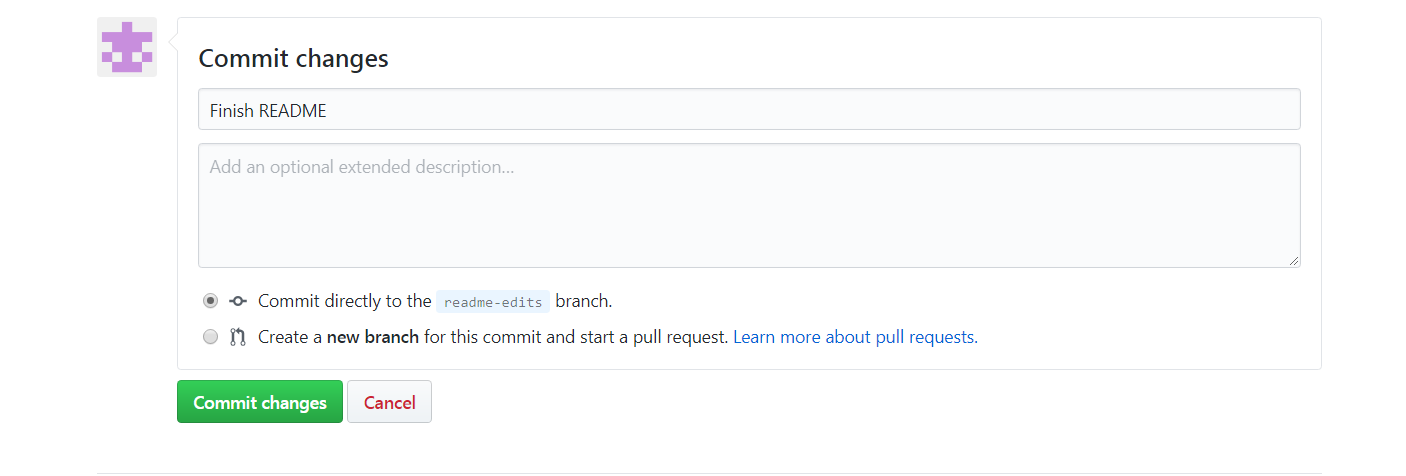 Commit changes
Finish README
Add an optional extended description...
Commit directly to the readme-edits branch.
Create a new branch for this commit and start a pull request. Learn more about pull requests.
Commit changes Cancel